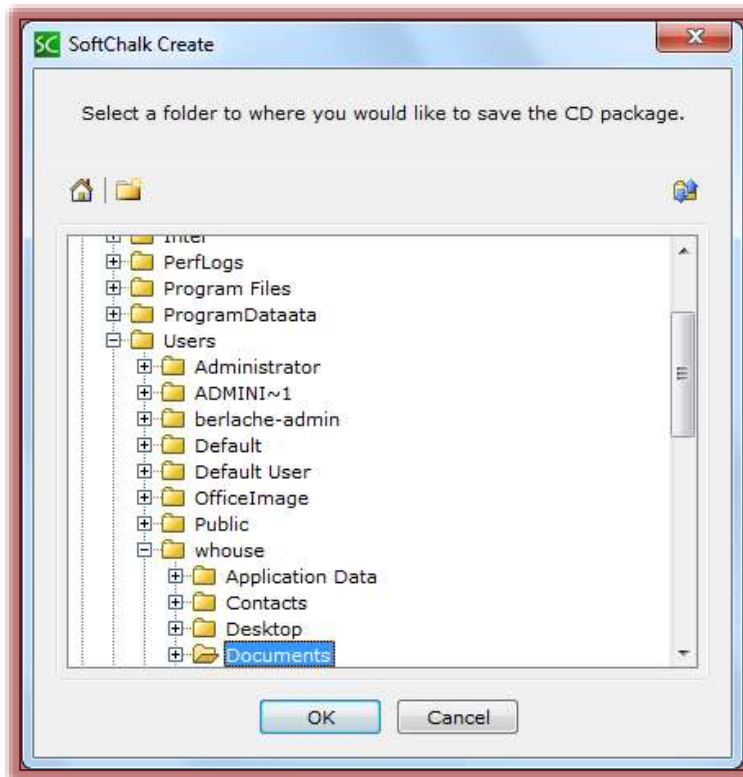 SC SoftChalk Create
Select a folder to where you would like to save the CD package.
Intel
PerfLogs
Program Files
ProgramDataata
Users
Administrator
ADMINI~1
berlache-admin
Default
Default User
OfficeImage
Public
whouse
Application Data
Contacts
Desktop
Documents
OK Cancel